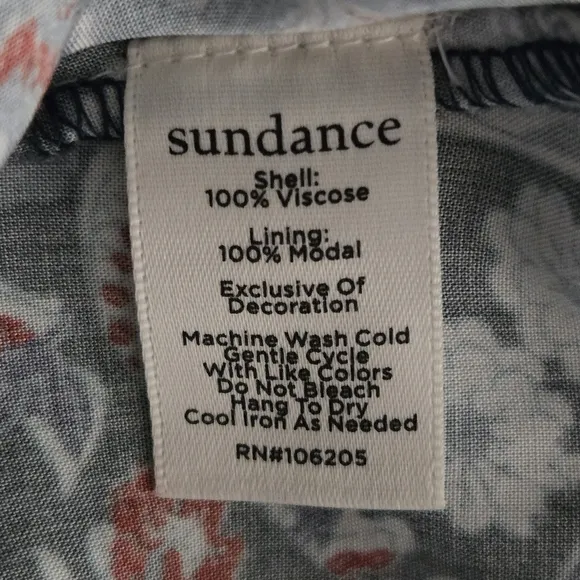 sundance
Shell:
100% Viscose
Lining:
100% Modal
Exclusive Of
Decoration
Machine Wash Cold
Gentle Cycle
With Like Colors
Do Not Bleach
Hang To Dry
Cool Iron As Needed
RN#106205